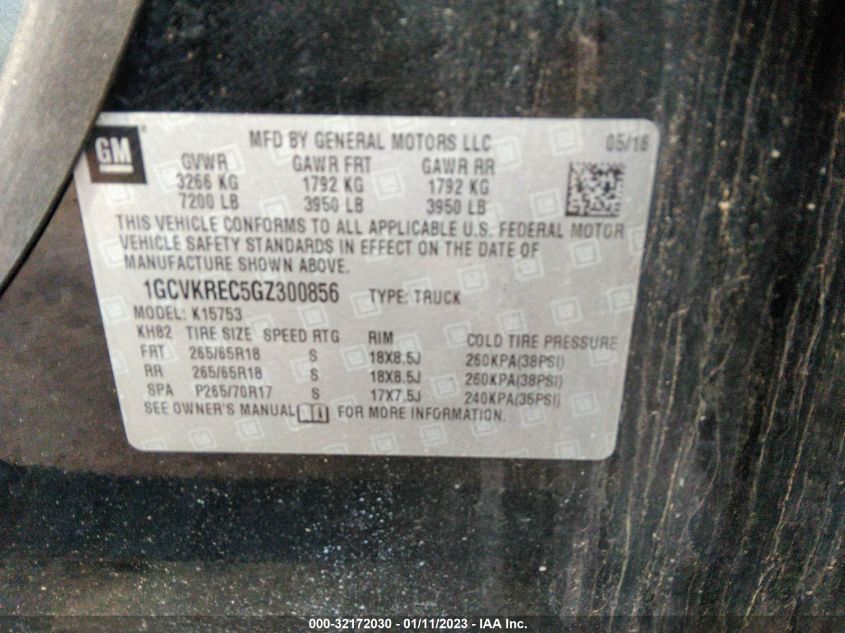 GM
MFD BY GENERAL MOTORS LLC 05/16
GVWR GAWR FRT GAWR RR
3266 KG 1792 KG 1792 KG
7200 LB 3950 LB 3950 LB
THIS VEHICLE CONFORMS TO ALL APPLICABLE U.S. FEDERAL MOTOR
VEHICLE SAFETY STANDARDS IN EFFECT ON THE DATE OF
MANUFACTURE SHOWN ABOVE.
1GCVKREC5GZ300856 TYPE: TRUCK
MODEL: K15753
KH82 TIRE SIZE SPEED RTG RIM COLD TIRE PRESSURE
FRT 265/65R18 S 18X8.5J 260KPA(38PSI)
RR 265/65R18 S 18X8.5J 260KPA(38PSI)
SPA P265/70R17 S 17X7.5J 240KPA(35PSI)
SEE OWNER'S MANUAL FOR MORE INFORMATION.
000-32172030 - 01/11/2023 - IAA Inc.